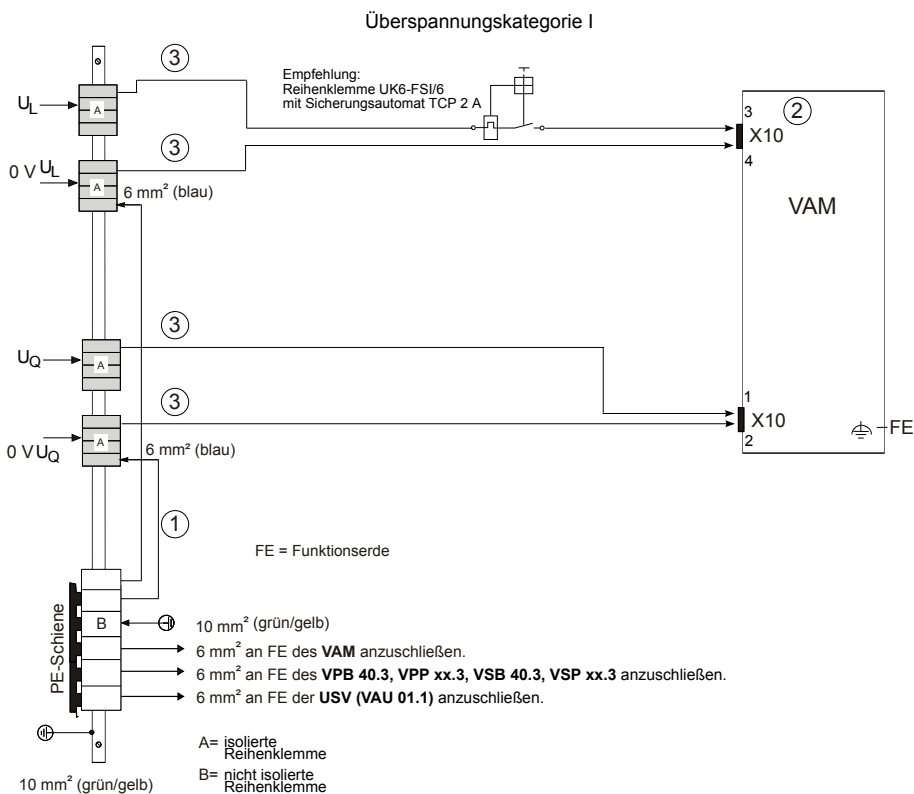 Überspannungskategorie I
3
Empfehlung:
Reihenklemme UK6-FSI/6
mit Sicherungsautomat TCP 2 A
UL
A
3
2
X10
3
4
VAM
0 V UL
A
6 mm² (blau)
3
UQ
A
3
1
X10
2
FE
0 V UQ
A
6 mm² (blau)
1
FE = Funktionserde
PE-Schiene
B
10 mm² (grün/gelb)
6 mm² an FE des VAM anzuschließen.
6 mm² an FE des VPB 40.3, VPP xx.3, VSB 40.3, VSP xx.3 anzuschließen.
6 mm² an FE der USV (VAU 01.1) anzuschließen.
A= isolierte
Reihenklemme
B= nicht isolierte
Reihenklemme
10 mm² (grün/gelb)